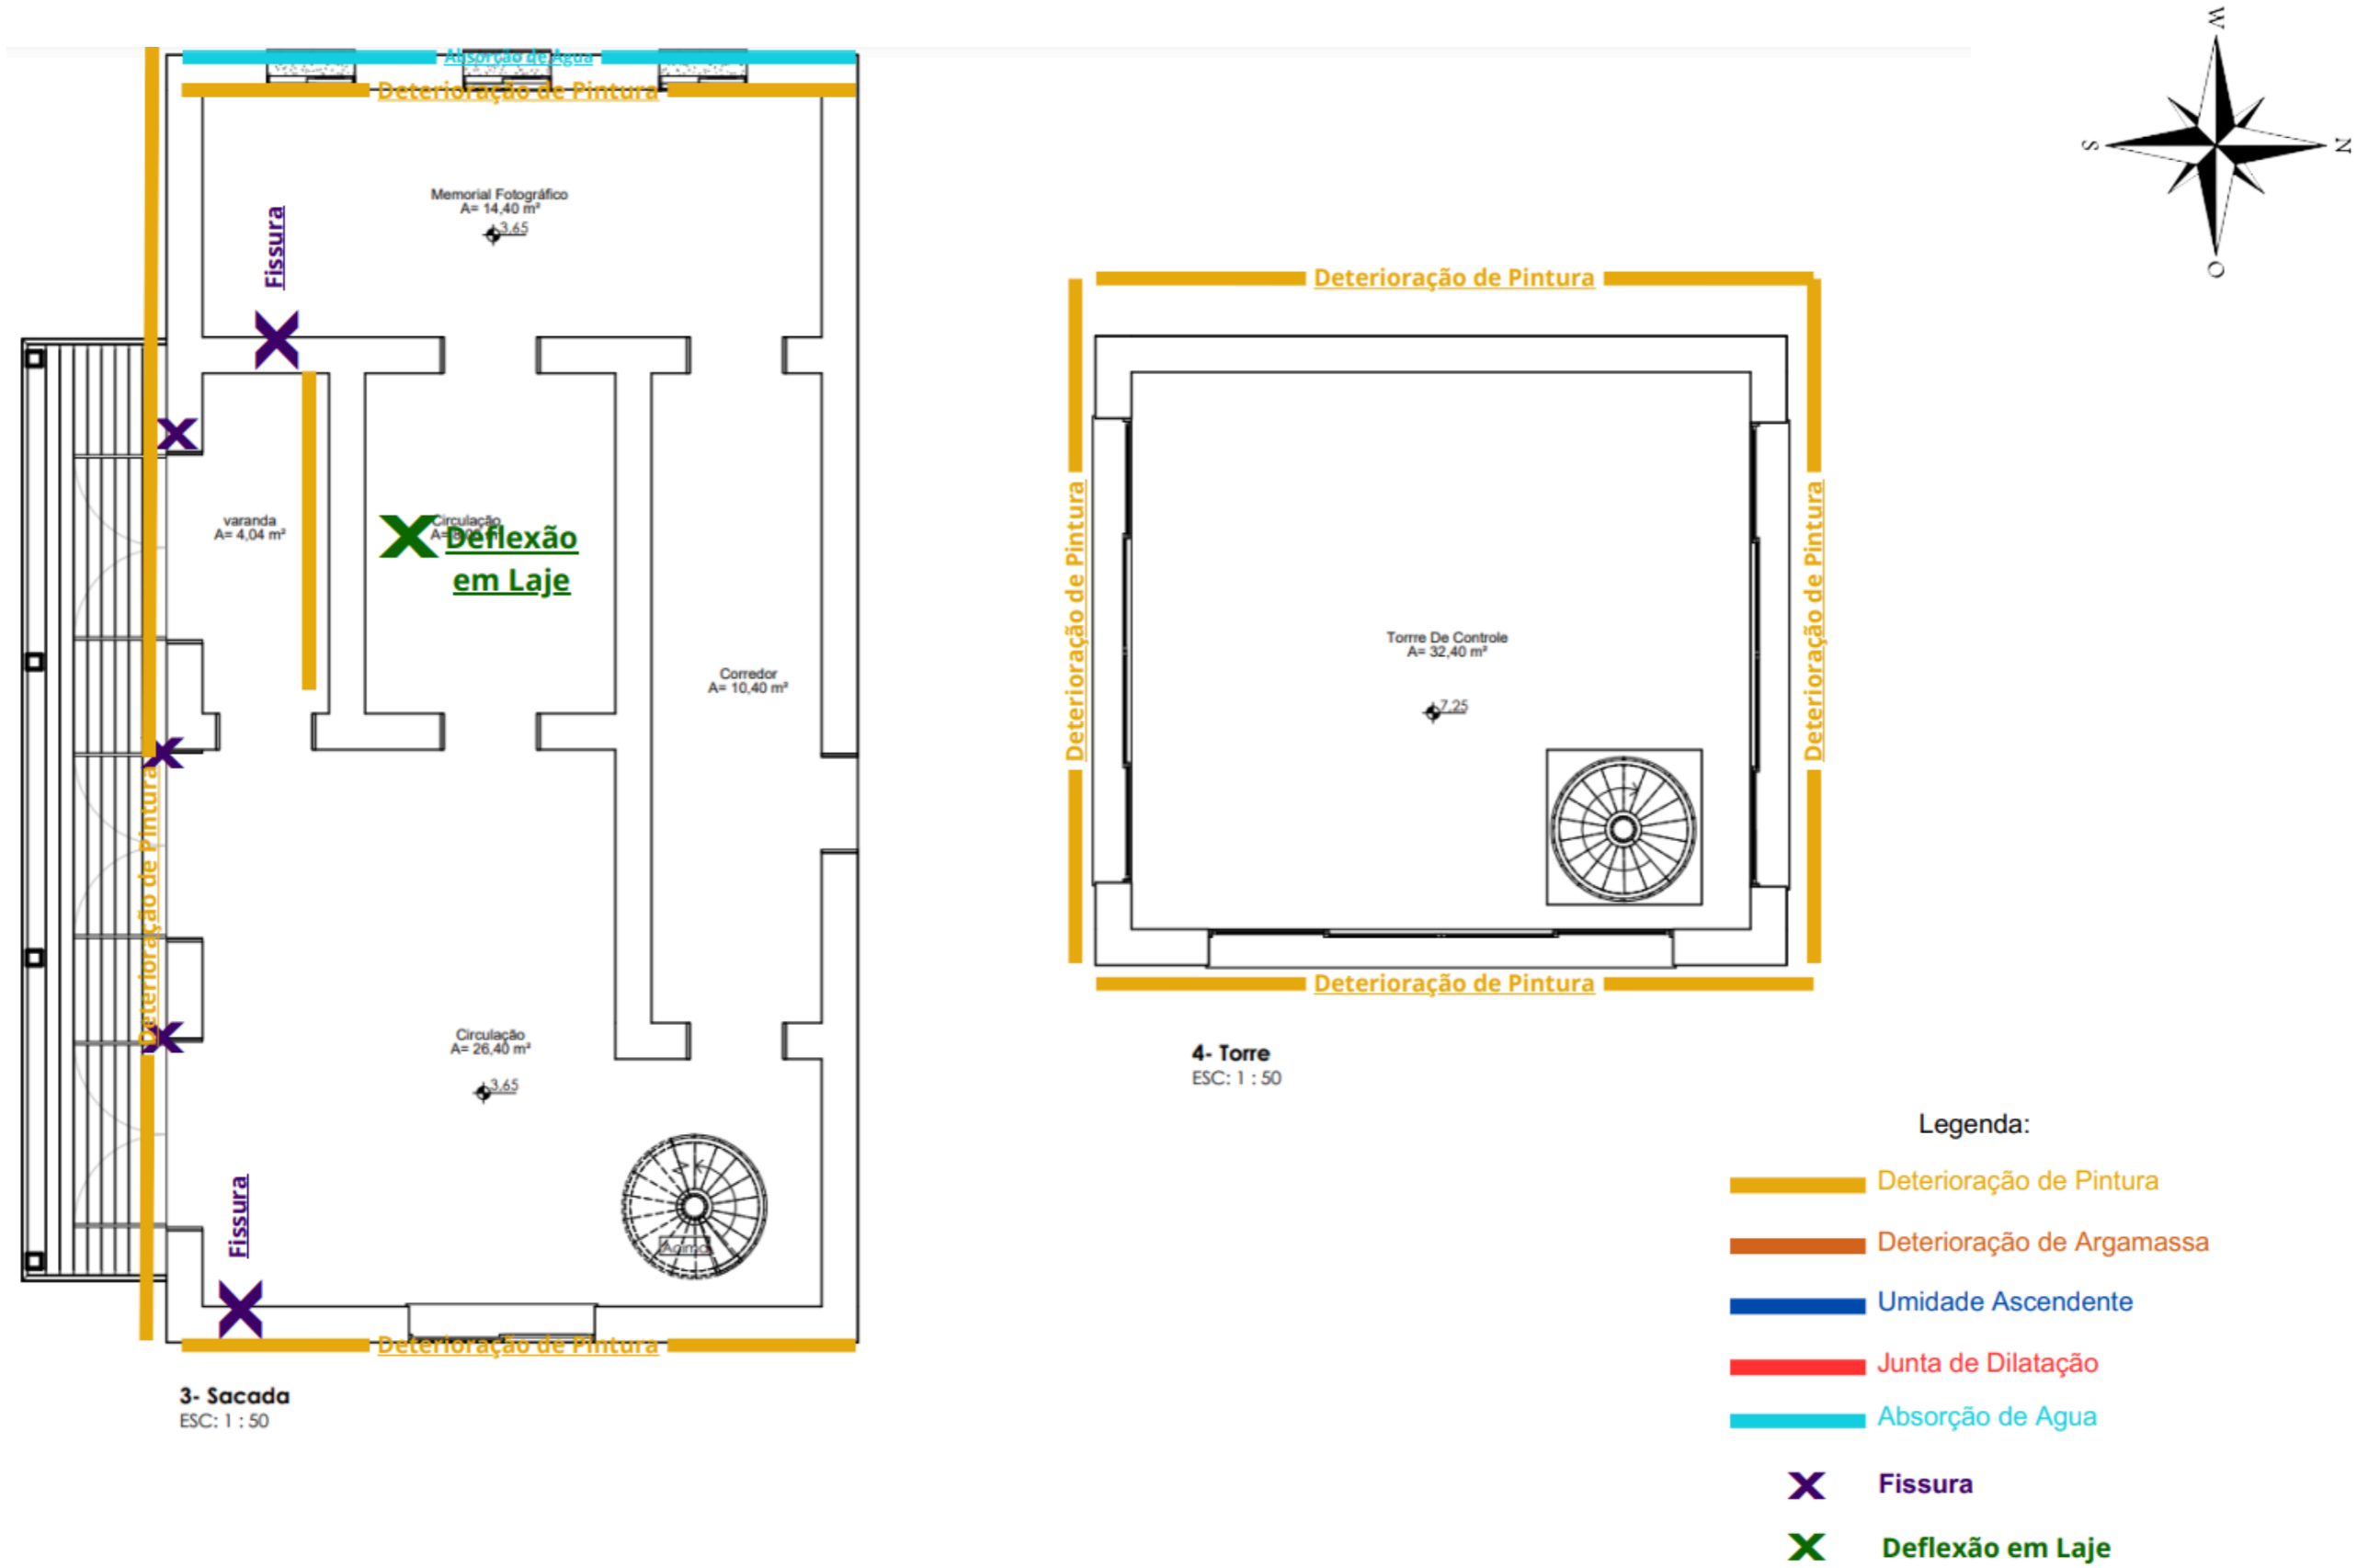 W
S
N
O
Absorção de Agua
Deterioração de Pintura
Memorial Fotográfico
A= 14,40 m²
3,65
Fissura
varanda
A= 4,04 m²
Circulação
Deflexão
em Laje
Corredor
A= 10,40 m²
Deterioração de Pintura
Circulação
A= 26,40 m²
3,65
Fissura
Acima
Deterioração de Pintura
3- Sacada
ESC: 1 : 50
Deterioração de Pintura
Deterioração de Pintura
Deterioração de Pintura
Torrre De Controle
A= 32,40 m²
7,25
Deterioração de Pintura
4- Torre
ESC: 1 : 50
Legenda:
Deterioração de Pintura
Deterioração de Argamassa
Umidade Ascendente
Junta de Dilatação
Absorção de Agua
Fissura
Deflexão em Laje